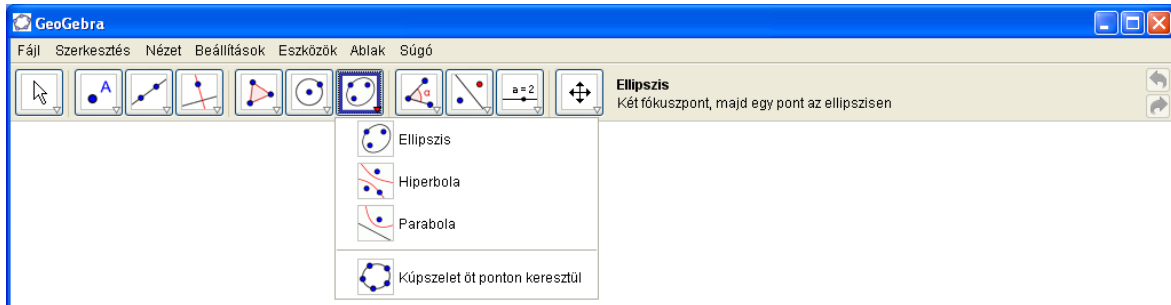 GeoGebra
Fájl Szerkesztés Nézet Beállítások Eszközök Ablak Súgó
A
α
a = 2
Ellipszis
Két fókuszpont, majd egy pont az ellipszisen
Ellipszis
Hiperbola
Parabola
Kúpszelet öt ponton keresztül